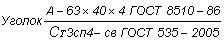 Уголок
А – 63× 40 × 4 ГОСТ 8510 – 86
Ст3сп4– св ГОСТ 535 – 2005